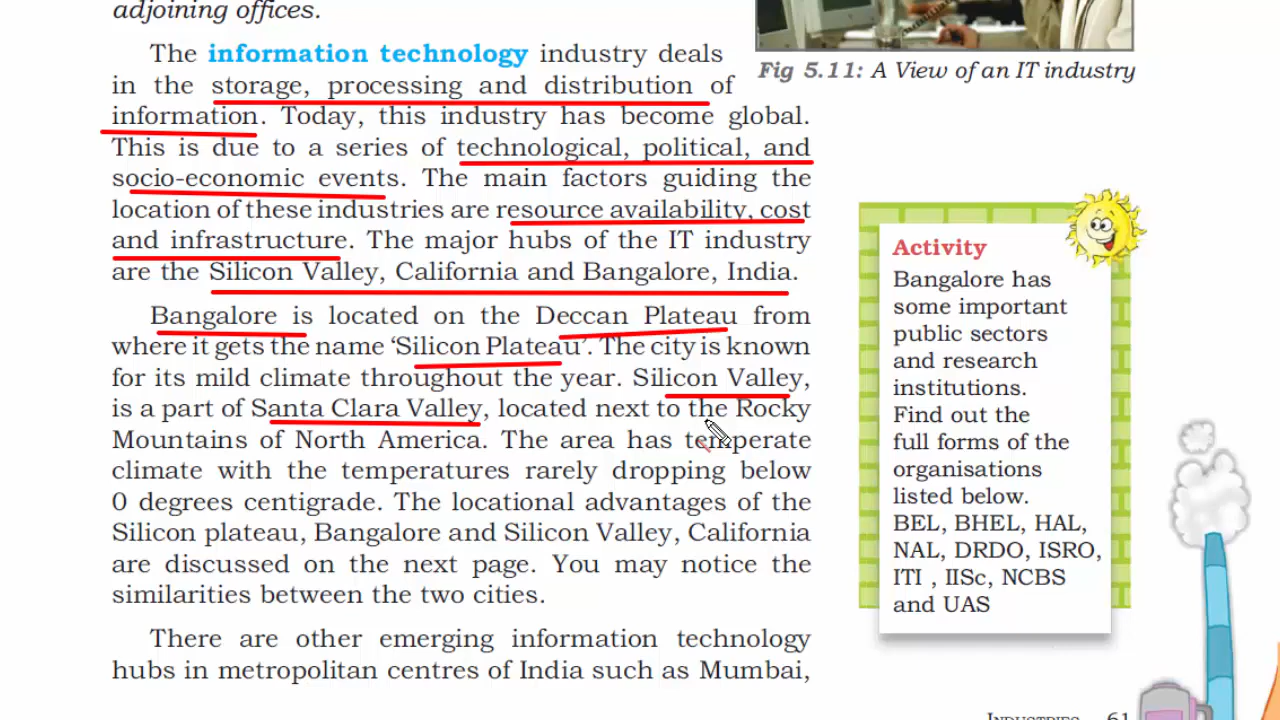 adjoining offices.
The information technology industry deals
in the storage, processing and distribution of
information. Today, this industry has become global.
This is due to a series of technological, political, and
socio-economic events. The main factors guiding the
location of these industries are resource availability, cost
and infrastructure. The major hubs of the IT industry
are the Silicon Valley, California and Bangalore, India.
Bangalore is located on the Deccan Plateau from
where it gets the name ‘Silicon Plateau’. The city is known
for its mild climate throughout the year. Silicon Valley,
is a part of Santa Clara Valley, located next to the Rocky
Mountains of North America. The area has temperate
climate with the temperatures rarely dropping below
0 degrees centigrade. The locational advantages of the
Silicon plateau, Bangalore and Silicon Valley, California
are discussed on the next page. You may notice the
similarities between the two cities.
There are other emerging information technology
hubs in metropolitan centres of India such as Mumbai,
Fig 5.11: A View of an IT industry
Activity
Bangalore has
some important
public sectors
and research
institutions.
Find out the
full forms of the
organisations
listed below.
BEL, BHEL, HAL,
NAL, DRDO, ISRO,
ITI , IISc, NCBS
and UAS
INDUSTRIES 61